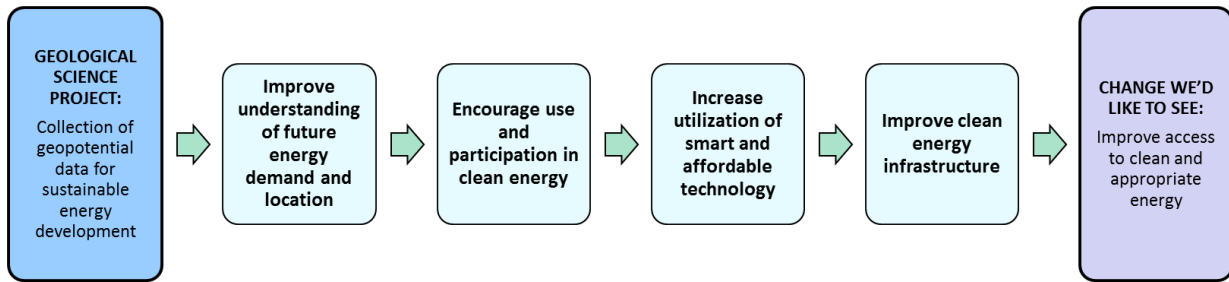 GEOLOGICAL
SCIENCE
PROJECT:
Collection of
geopotential
data for
sustainable
energy
development
Improve
understanding
of future
energy
demand and
location
Encourage use
and
participation in
clean energy
Increase
utilization of
smart and
affordable
technology
Improve clean
energy
infrastructure
CHANGE WE’D
LIKE TO SEE:
Improve access
to clean and
appropriate
energy